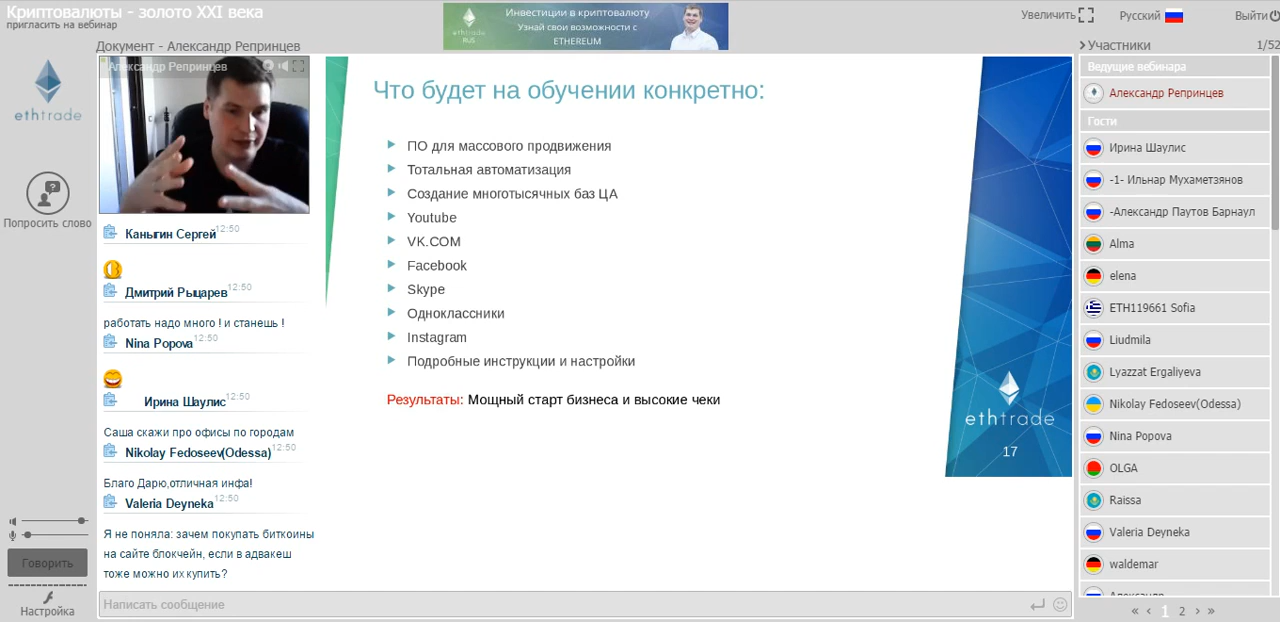 Криптовалюты - золото XXI века
пригласить на вебинар
Инвестиции в криптовалюту
Узнай свои возможности с
ETHEREUM
RUS
Увеличить
Русский
Выйти
Документ - Александр Репринцев
Участники
1/52
ethtrade
Попросить слово
Говорить
Настройка
Александр Репринцев
Каныгин Сергей 12:50
Дмитрий Рыцарев 12:50
работать надо много ! и станешь !
Nina Popova 12:50
Ирина Шаулис 12:50
Саша скажи про офисы по городам
Nikolay Fedoseev(Odessa) 12:50
Благо Дарю,отличная инфа!
Valeria Deyneka 12:50
Я не поняла: зачем покупать биткоины
на сайте блокчейн, если в адвакеш
тоже можно их купить?
Написать сообщение
Что будет на обучении конкретно:
ПО для массового продвижения
Тотальная автоматизация
Создание многотысячных баз ЦА
Youtube
VK.COM
Facebook
Skype
Одноклассники
Instagram
Подробные инструкции и настройки
Результаты: Мощный старт бизнеса и высокие чеки
ethtrade
17
Ведущие вебинара
Александр Репринцев
Гости
Ирина Шаулис
-1- Ильнар Мухаметзянов
-Александр Паутов Барнаул
Alma
elena
ETH119661 Sofia
Liudmila
Lyazzat Ergaliyeva
Nikolay Fedoseev(Odessa)
Nina Popova
OLGA
Raissa
Valeria Deyneka
waldemar
Александр
« ‹ 1 2 › »